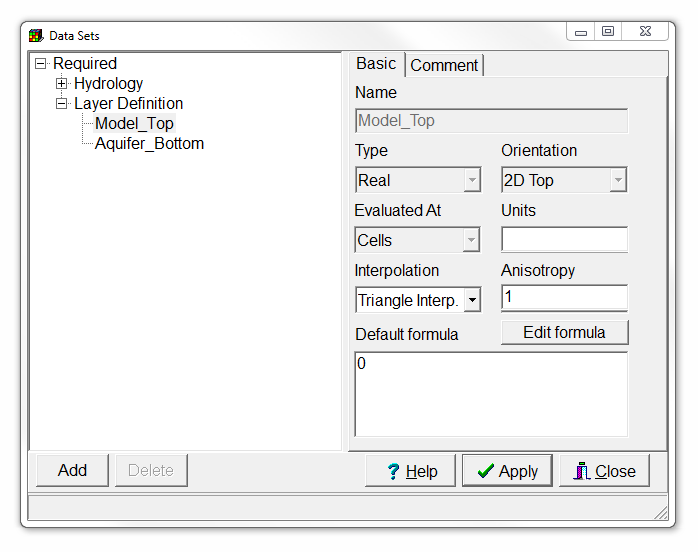 Data Sets
Required
Hydrology
Layer Definition
Model_Top
Aquifer_Bottom
Basic Comment
Name
Model_Top
Type Orientation
Real 2D Top
Evaluated At Units
Cells
Interpolation Anisotropy
Triangle Interp. 1
Default formula Edit formula
0
Add Delete ? Help Apply Close